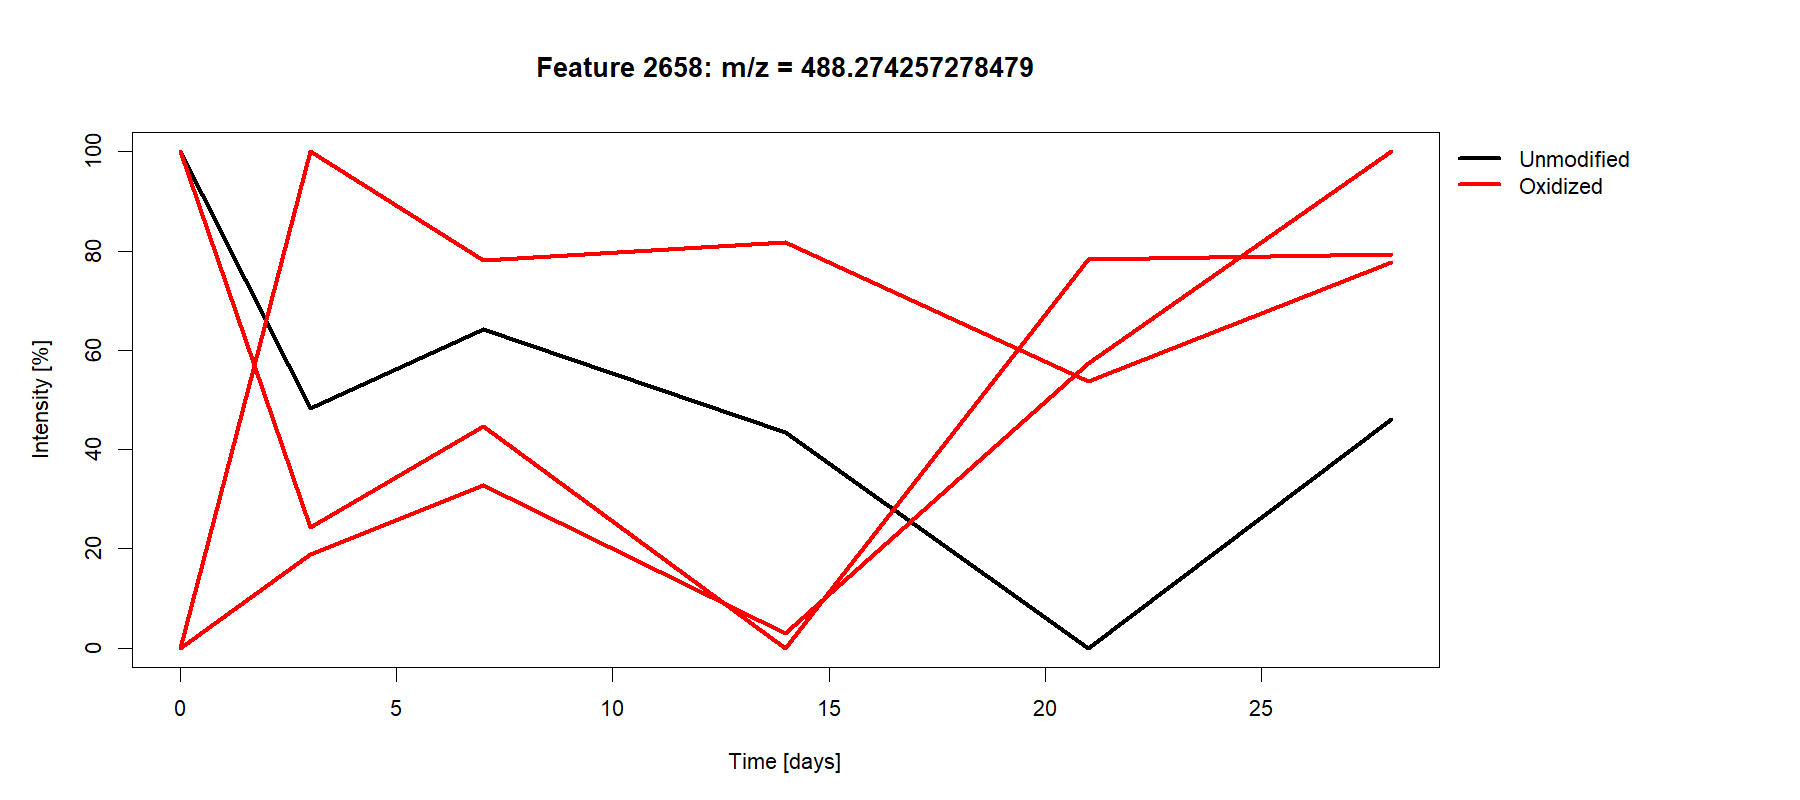 Feature 2658: m/z = 488.274257278479
Unmodified
Oxidized
Intensity [%]
100
80
60
40
20
0
0 5 10 15 20 25
Time [days]